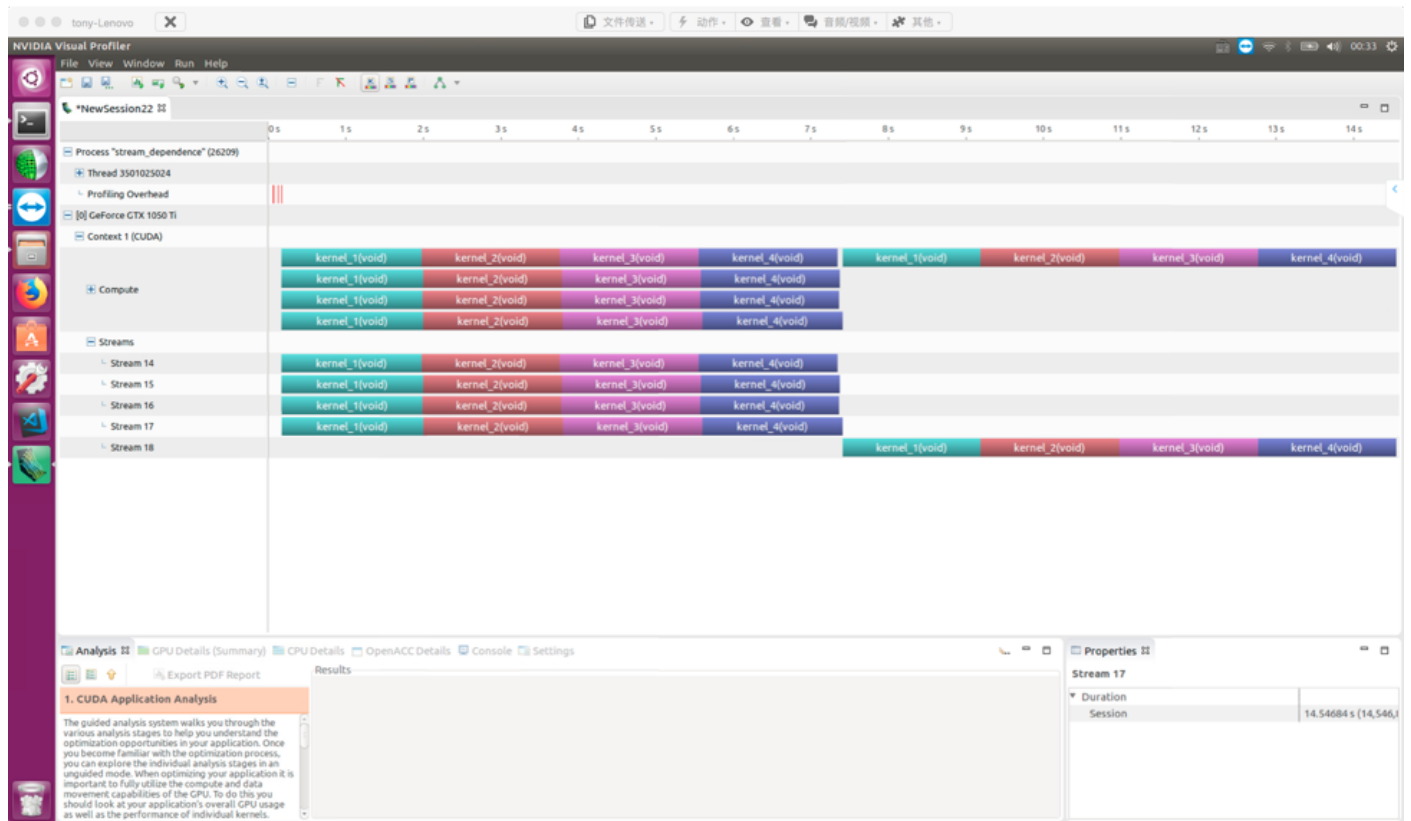 tony-Lenovo 文件传送 动作 查看 音频/视频 其他
NVIDIA Visual Profiler 00:33
File View Window Run Help
*NewSession22
0 s 1 s 2 s 3 s 4 s 5 s 6 s 7 s 8 s 9 s 10 s 11 s 12 s 13 s 14 s
Process "stream_dependence" (26209)
Thread 3501025024
Profiling Overhead
[0] GeForce GTX 1050 Ti
Context 1 (CUDA)
kernel_1(void) kernel_2(void) kernel_3(void) kernel_4(void) kernel_1(void) kernel_2(void) kernel_3(void) kernel_4(void)
kernel_1(void) kernel_2(void) kernel_3(void) kernel_4(void)
Compute
kernel_1(void) kernel_2(void) kernel_3(void) kernel_4(void)
kernel_1(void) kernel_2(void) kernel_3(void) kernel_4(void)
Streams
Stream 14 kernel_1(void) kernel_2(void) kernel_3(void) kernel_4(void)
Stream 15 kernel_1(void) kernel_2(void) kernel_3(void) kernel_4(void)
Stream 16 kernel_1(void) kernel_2(void) kernel_3(void) kernel_4(void)
Stream 17 kernel_1(void) kernel_2(void) kernel_3(void) kernel_4(void)
Stream 18 kernel_1(void) kernel_2(void) kernel_3(void) kernel_4(void)
Analysis GPU Details (Summary) CPU Details OpenACC Details Console Settings
Export PDF Report
Results
1. CUDA Application Analysis
The guided analysis system walks you through the
various analysis stages to help you understand the
optimization opportunities in your application. Once
you become familiar with the optimization process,
you can explore the individual analysis stages in an
unguided mode. When optimizing your application it is
important to fully utilize the compute and data
movement capabilities of the GPU. To do this you
should look at your application's overall GPU usage
as well as the performance of individual kernels.
Properties
Stream 17
Duration
Session 14.54684 s (14,546,